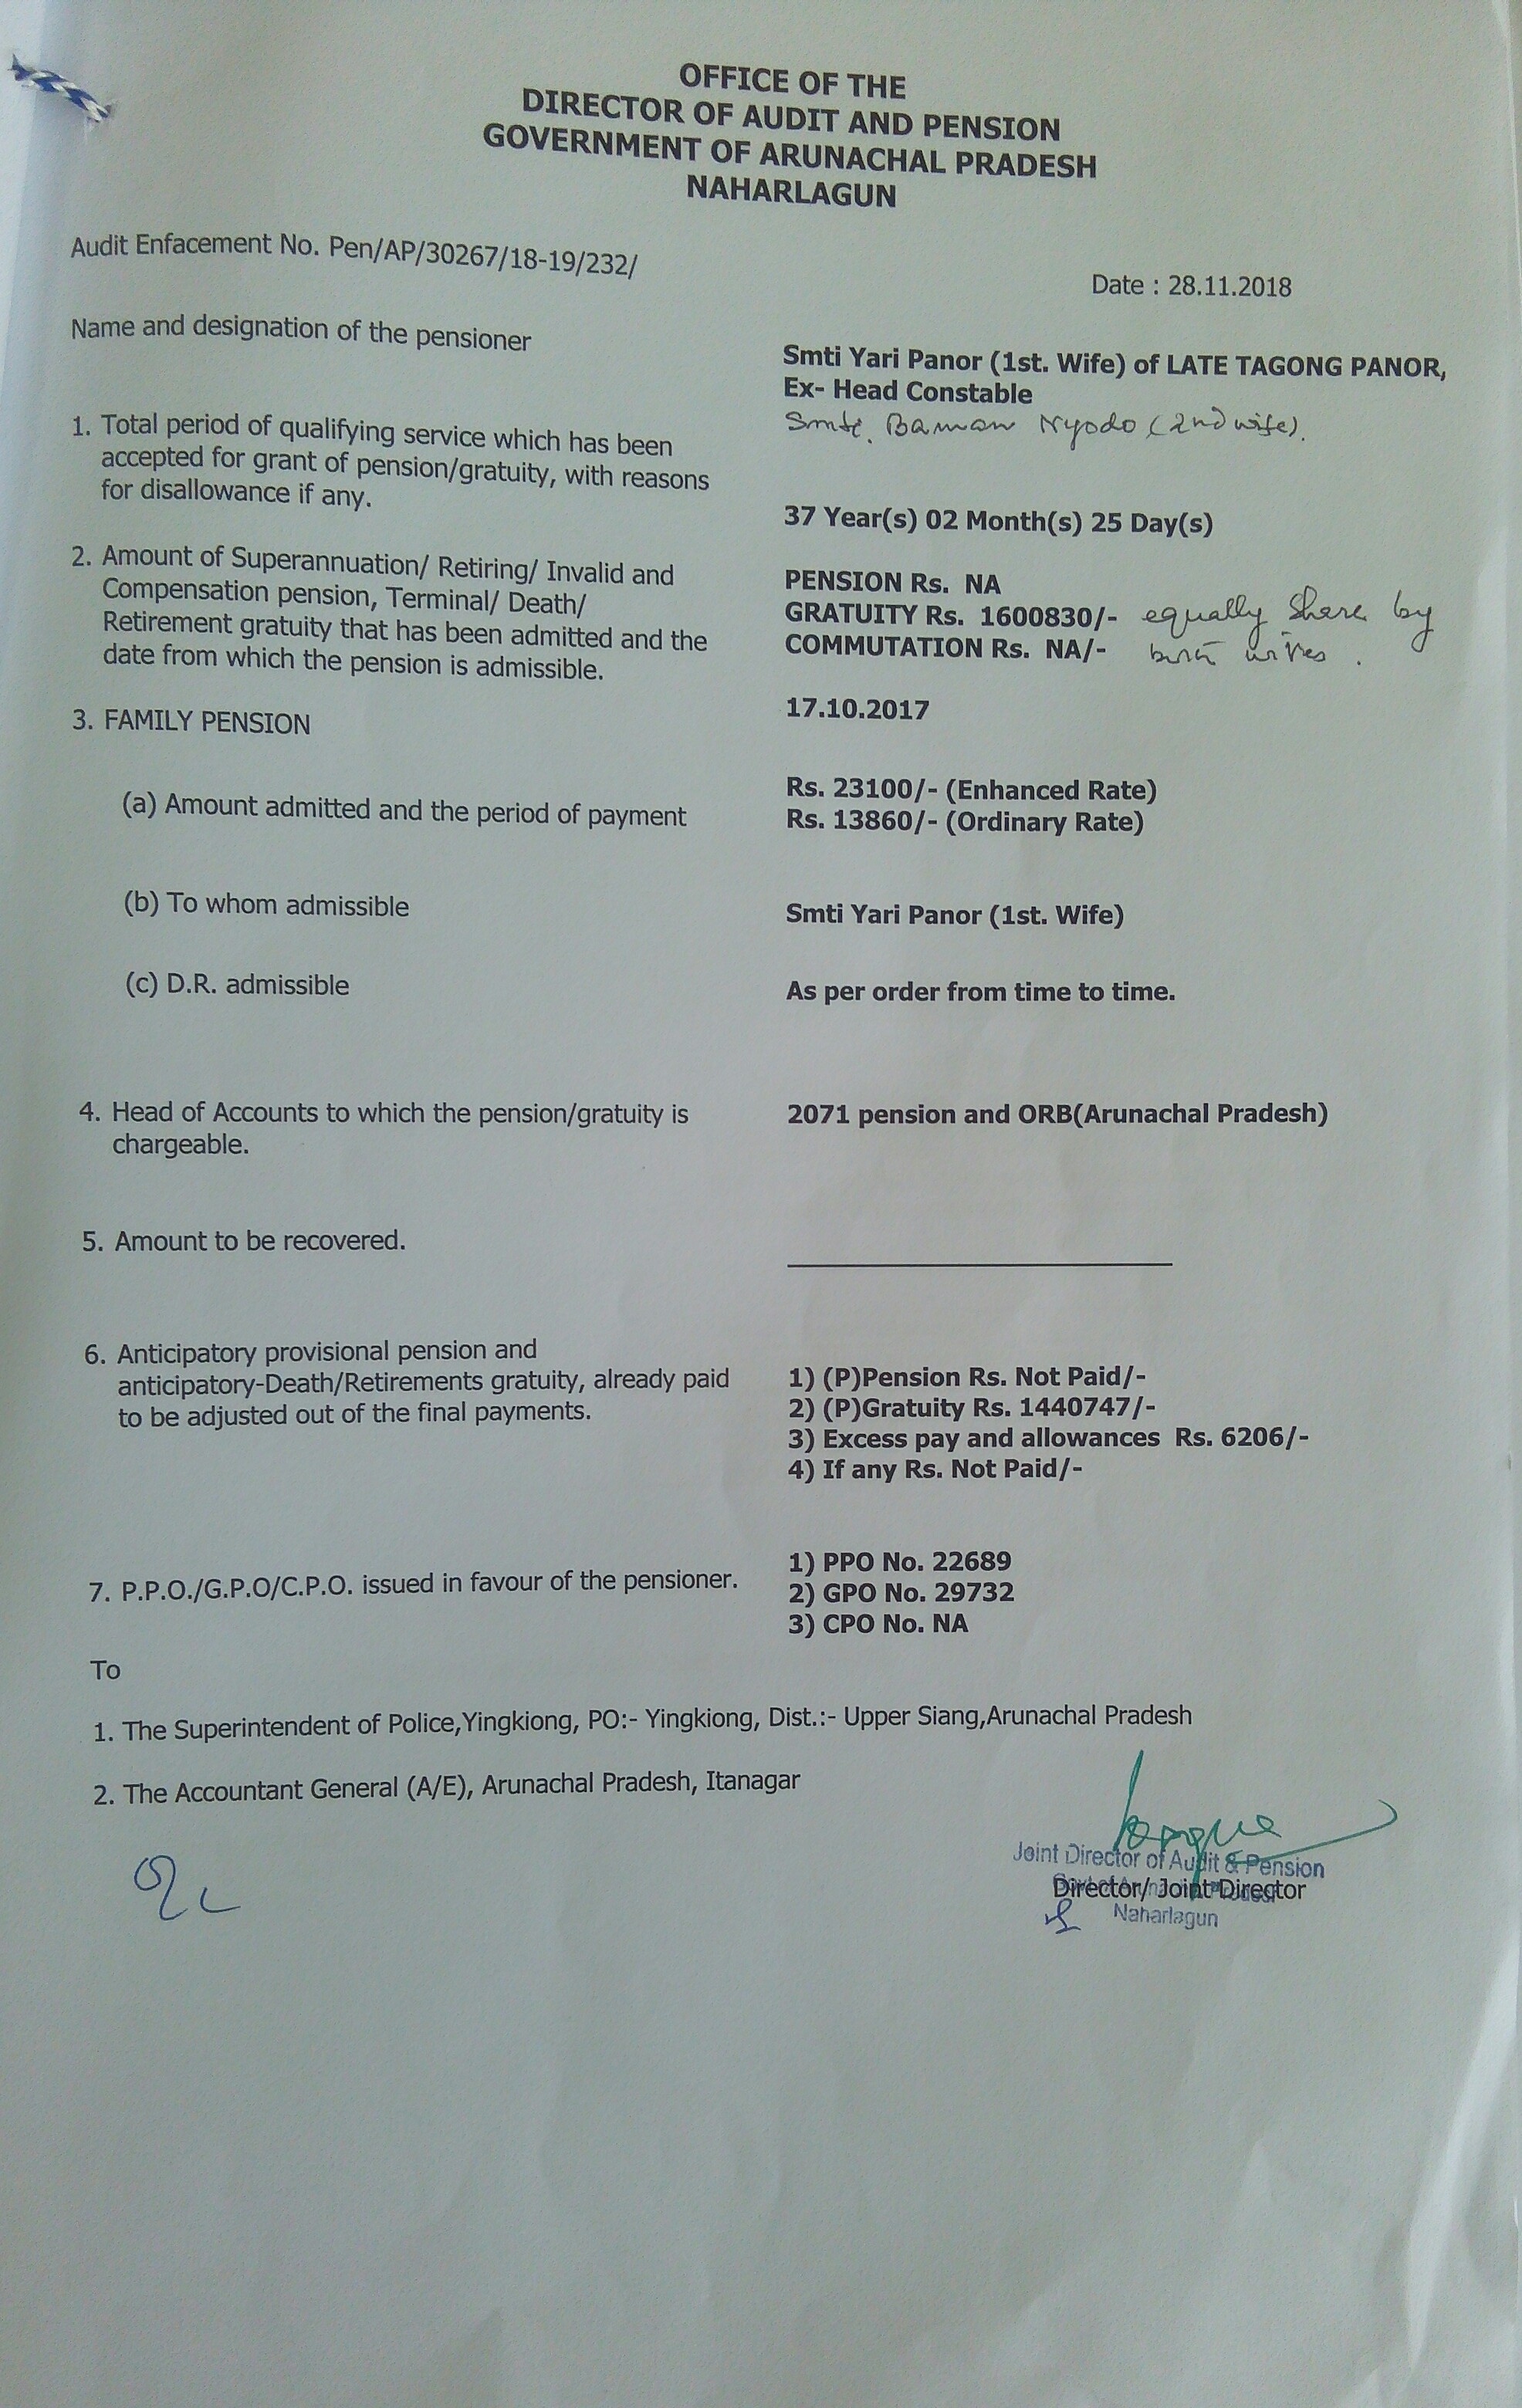 OFFICE OF THE
DIRECTOR OF AUDIT AND PENSION
GOVERNMENT OF ARUNACHAL PRADESH
NAHARLAGUN
Audit Enfacement No. Pen/AP/30267/18-19/232/
Date : 28.11.2018
Name and designation of the pensioner
Smti Yari Panor (1st. Wife) of LATE TAGONG PANOR,
Ex- Head Constable
Smti. Baman Nyodo (2nd wife).
1. Total period of qualifying service which has been
accepted for grant of pension/gratuity, with reasons
for disallowance if any.
37 Year(s) 02 Month(s) 25 Day(s)
2. Amount of Superannuation/ Retiring/ Invalid and
Compensation pension, Terminal/ Death/
Retirement gratuity that has been admitted and the
date from which the pension is admissible.
PENSION Rs. NA
GRATUITY Rs. 1600830/- equally share by
COMMUTATION Rs. NA/- both wives.
17.10.2017
3. FAMILY PENSION
(a) Amount admitted and the period of payment
Rs. 23100/- (Enhanced Rate)
Rs. 13860/- (Ordinary Rate)
(b) To whom admissible
Smti Yari Panor (1st. Wife)
(c) D.R. admissible
As per order from time to time.
4. Head of Accounts to which the pension/gratuity is
chargeable.
2071 pension and ORB(Arunachal Pradesh)
5. Amount to be recovered.
6. Anticipatory provisional pension and
anticipatory-Death/Retirements gratuity, already paid
to be adjusted out of the final payments.
1) (P)Pension Rs. Not Paid/-
2) (P)Gratuity Rs. 1440747/-
3) Excess pay and allowances Rs. 6206/-
4) If any Rs. Not Paid/-
7. P.P.O./G.P.O/C.P.O. issued in favour of the pensioner.
1) PPO No. 22689
2) GPO No. 29732
3) CPO No. NA
To
1. The Superintendent of Police,Yingkiong, PO:- Yingkiong, Dist.:- Upper Siang,Arunachal Pradesh
2. The Accountant General (A/E), Arunachal Pradesh, Itanagar
Joint Director of Audit & Pension
Director/ Joint Director
Naharlagun